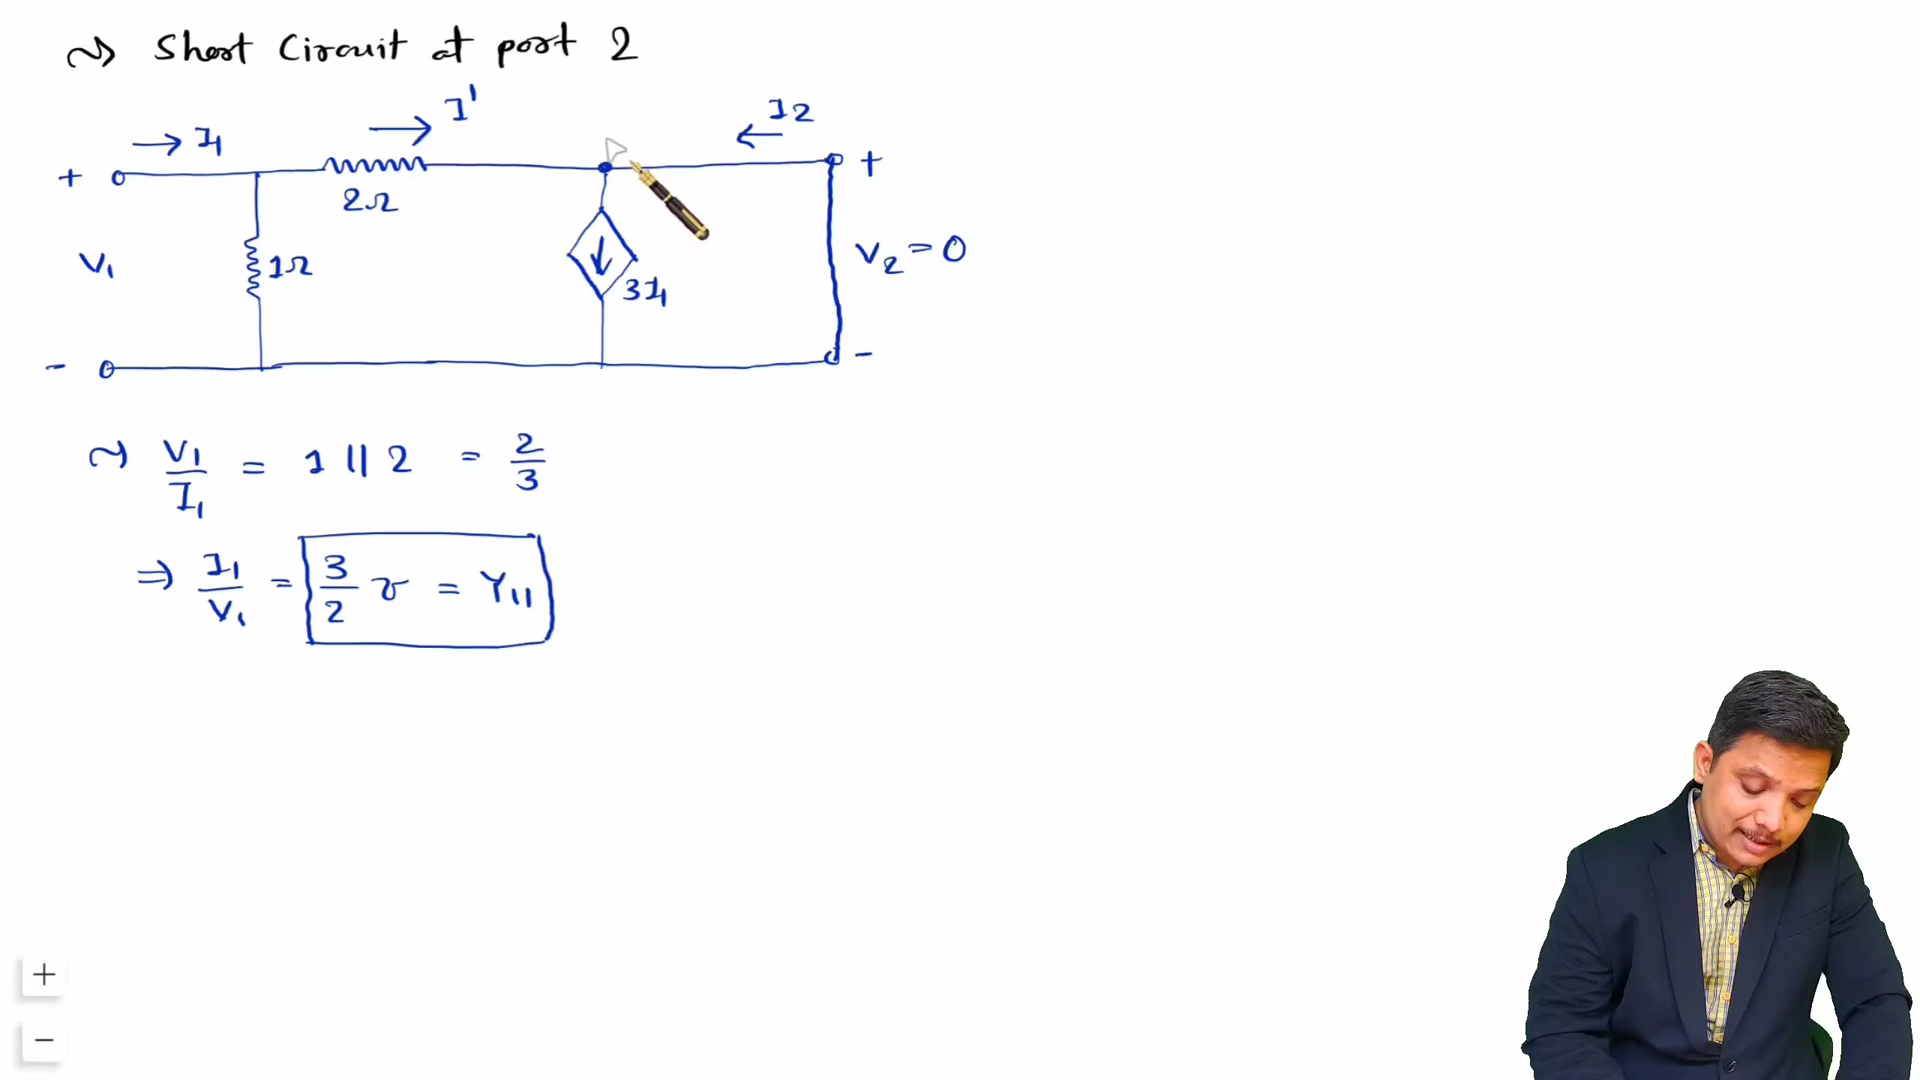 ~> Short Circuit at port 2
→ I1
→ I'
← I2
+
+
2Ω
V1
1Ω
3I1
V2 = 0
-
-
~> V1/I1 = 1 || 2 = 2/3
⇒ I1/V1 = 3/2 ℧ = Y11
+
−